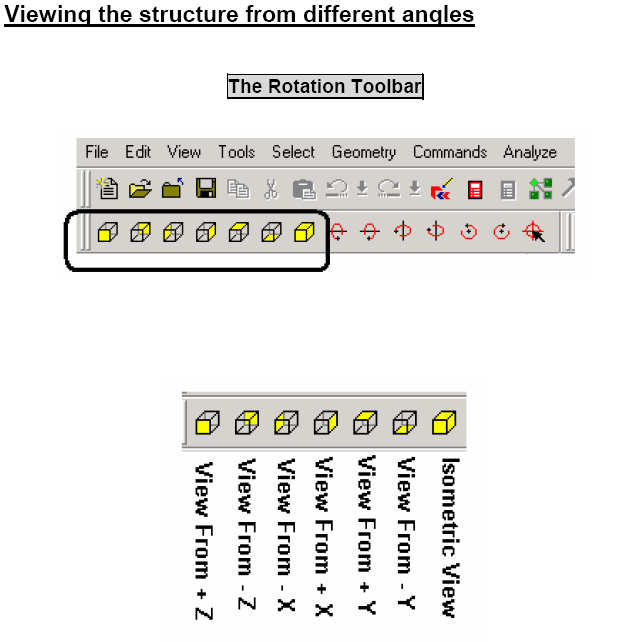 Viewing the structure from different angles
The Rotation Toolbar
File Edit View Tools Select Geometry Commands Analyze
View From + Z
View From - Z
View From - X
View From + X
View From + Y
View From - Y
Isometric View